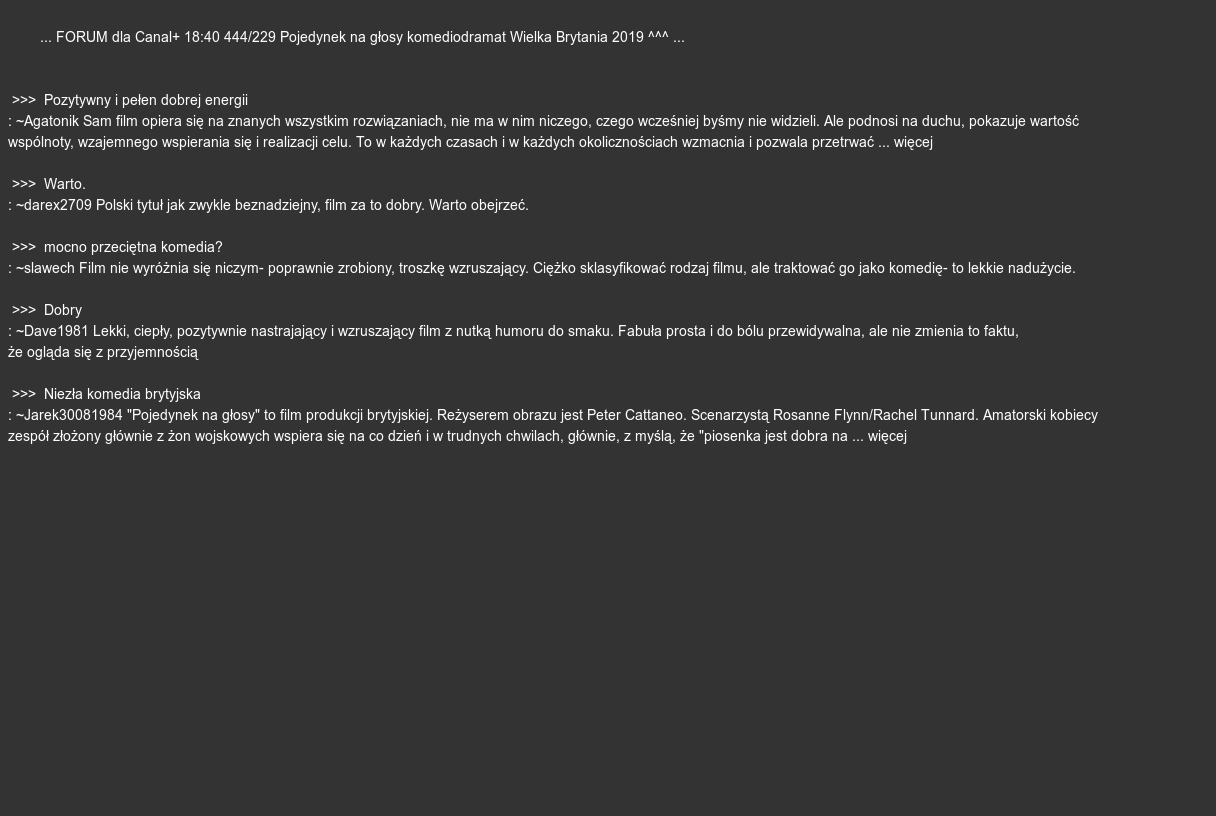 ... FORUM dla Canal+ 18:40 444/229 Pojedynek na głosy komediodramat Wielka Brytania 2019 ^^^ ...
>>> Pozytywny i pełen dobrej energii
: ~Agatonik Sam film opiera się na znanych wszystkim rozwiązaniach, nie ma w nim niczego, czego wcześniej byśmy nie widzieli. Ale podnosi na duchu, pokazuje wartość
wspólnoty, wzajemnego wspierania się i realizacji celu. To w każdych czasach i w każdych okolicznościach wzmacnia i pozwala przetrwać ... więcej
>>> Warto.
: ~darex2709 Polski tytuł jak zwykle beznadziejny, film za to dobry. Warto obejrzeć.
>>> mocno przeciętna komedia?
: ~slawech Film nie wyróżnia się niczym- poprawnie zrobiony, troszkę wzruszający. Ciężko sklasyfikować rodzaj filmu, ale traktować go jako komedię- to lekkie nadużycie.
>>> Dobry
: ~Dave1981 Lekki, ciepły, pozytywnie nastrajający i wzruszający film z nutką humoru do smaku. Fabuła prosta i do bólu przewidywalna, ale nie zmienia to faktu,
że ogląda się z przyjemnością
>>> Niezła komedia brytyjska
: ~Jarek30081984 "Pojedynek na głosy" to film produkcji brytyjskiej. Reżyserem obrazu jest Peter Cattaneo. Scenarzystą Rosanne Flynn/Rachel Tunnard. Amatorski kobiecy
zespół złożony głównie z żon wojskowych wspiera się na co dzień i w trudnych chwilach, głównie, z myślą, że "piosenka jest dobra na ... więcej